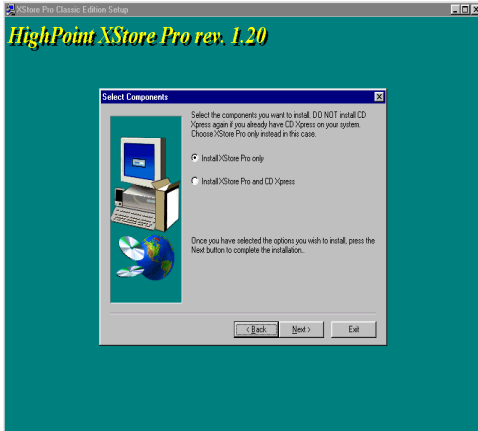 XStore Pro Classic Edition Setup
HighPoint XStore Pro rev. 1.20
Select Components
Select the components you want to install. DO NOT install CD
Xpress again if you already have CD Xpress on your system.
Choose XStore Pro only instead in this case.
Install XStore Pro only
Install XStore Pro and CD Xpress
Once you have selected the options you wish to install, press the
Next button to complete the installation..
< Back
Next >
Exit